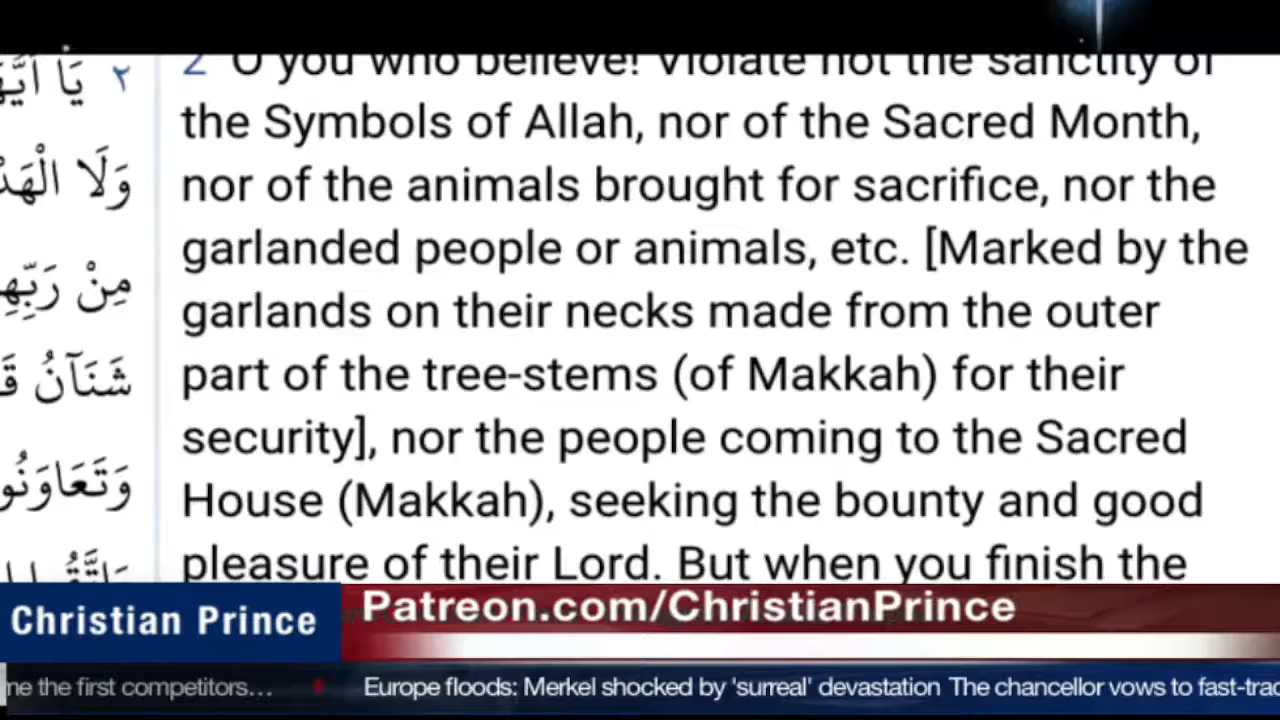 2 O you who believe! Violate not the sanctity of
the Symbols of Allah, nor of the Sacred Month,
nor of the animals brought for sacrifice, nor the
garlanded people or animals, etc. [Marked by the
garlands on their necks made from the outer
part of the tree-stems (of Makkah) for their
security], nor the people coming to the Sacred
House (Makkah), seeking the bounty and good
pleasure of their Lord. But when you finish the
٢ يَا أَيُّهَ
وَلَا الْهَدْ
مِنْ رَبِّهِ
شَنَآنُ قَ
وَتَعَاوَنُو
Christian Prince
Patreon.com/ChristianPrince
ne the first competitors... Europe floods: Merkel shocked by 'surreal' devastation The chancellor vows to fast-trac